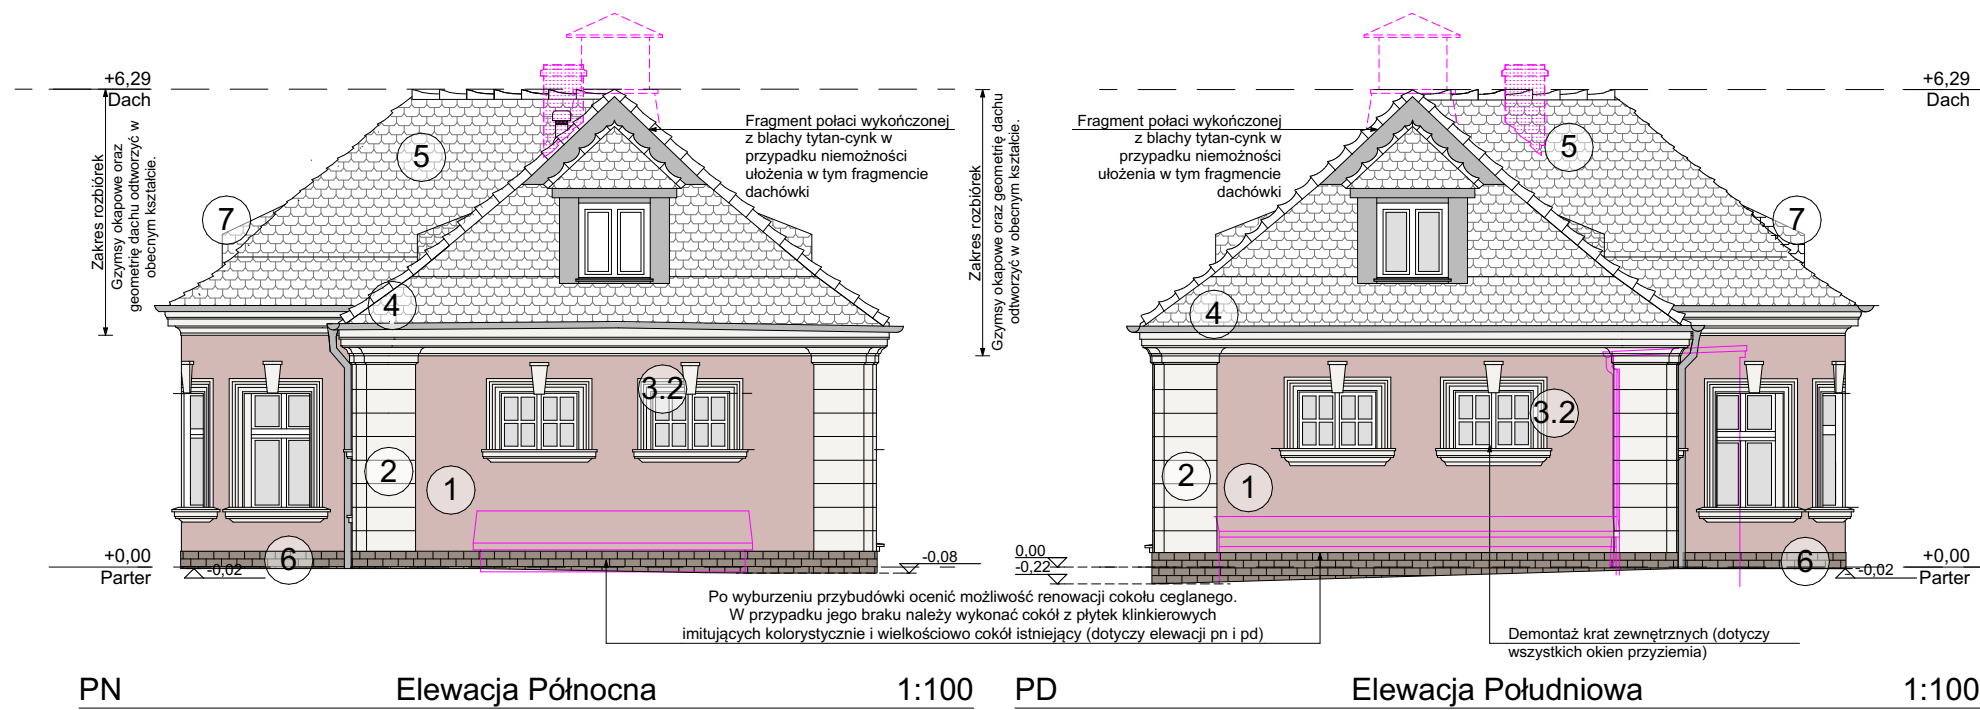 +6,29
Dach
Zakres rozbiórek
Gzymsy okapowe oraz
geometrię dachu odtworzyć w
obecnym kształcie.
7
5
4
Fragment połaci wykończonej
z blachy tytan-cynk w
przypadku niemożności
ułożenia w tym fragmencie
dachówki
3.2
2
1
6
+0,00
Parter
-0,02
-0,08
Zakres rozbiórek
Gzymsy okapowe oraz geometrię dachu
odtworzyć w obecnym kształcie.
Fragment połaci wykończonej
z blachy tytan-cynk w
przypadku niemożności
ułożenia w tym fragmencie
dachówki
5
7
4
3.2
2
1
6
+6,29
Dach
0,00
-0,22
-0,02
+0,00
Parter
Po wyburzeniu przybudówki ocenić możliwość renowacji cokołu ceglanego.
W przypadku jego braku należy wykonać cokół z płytek klinkierowych
imitujących kolorystycznie i wielkościowo cokół istniejący (dotyczy elewacji pn i pd)
Demontaż krat zewnętrznych (dotyczy
wszystkich okien przyziemia)
PN Elewacja Północna 1:100
PD Elewacja Południowa 1:100